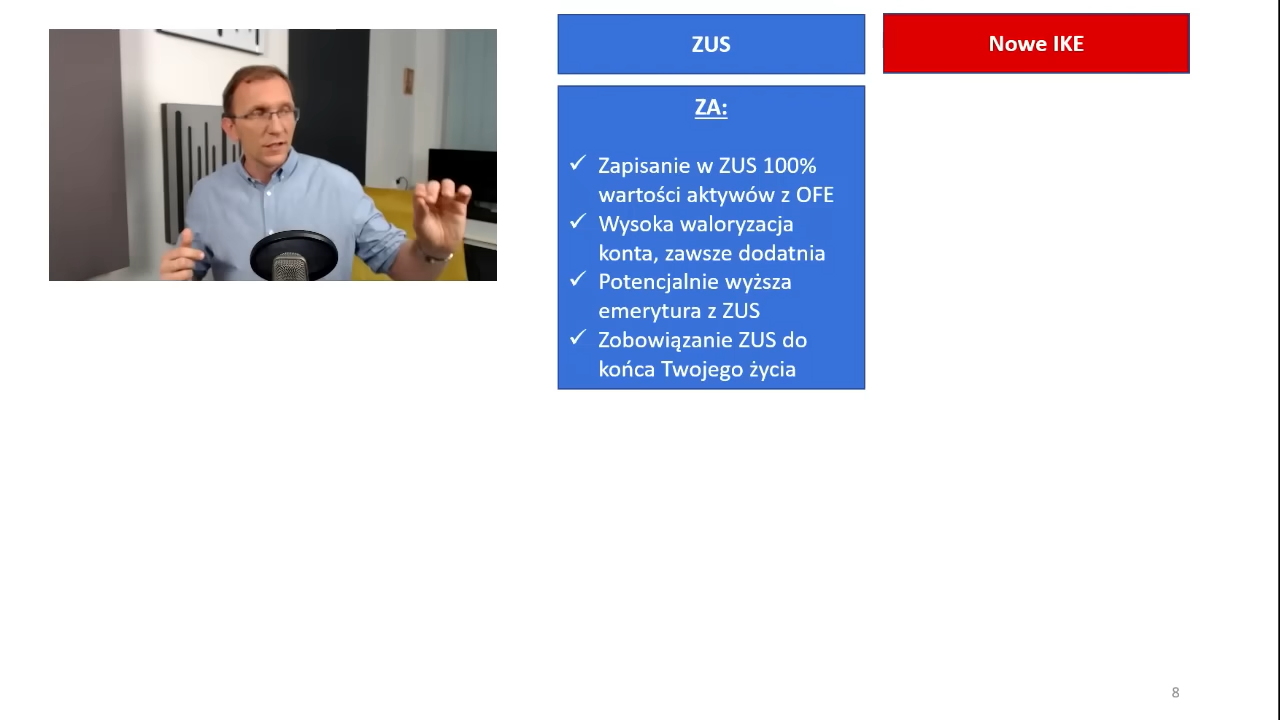 ZUS
Nowe IKE
ZA:
✓ Zapisanie w ZUS 100%
wartości aktywów z OFE
✓ Wysoka waloryzacja
konta, zawsze dodatnia
✓ Potencjalnie wyższa
emerytura z ZUS
✓ Zobowiązanie ZUS do
końca Twojego życia
8